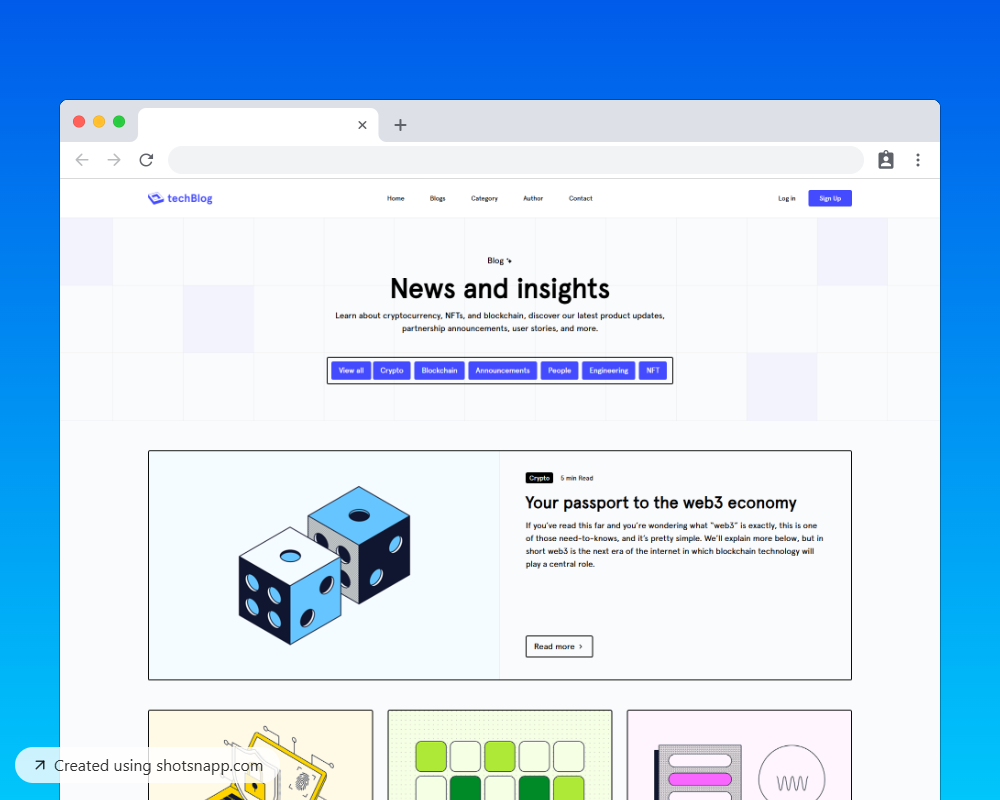 techBlog
Home Blogs Category Author Contact
Log in Sign Up
Blog
News and insights
Learn about cryptocurrency, NFTs, and blockchain, discover our latest product updates,
partnership announcements, user stories, and more.
View all Crypto Blockchain Announcements People Engineering NFT
Crypto 5 min Read
Your passport to the web3 economy
If you've read this far and you're wondering what "web3" is exactly, this is one
of those need-to-knows, and it's pretty simple. We'll explain more below, but in
short web3 is the next era of the internet in which blockchain technology will
play a central role.
Read more
Created using shotsnapp.com